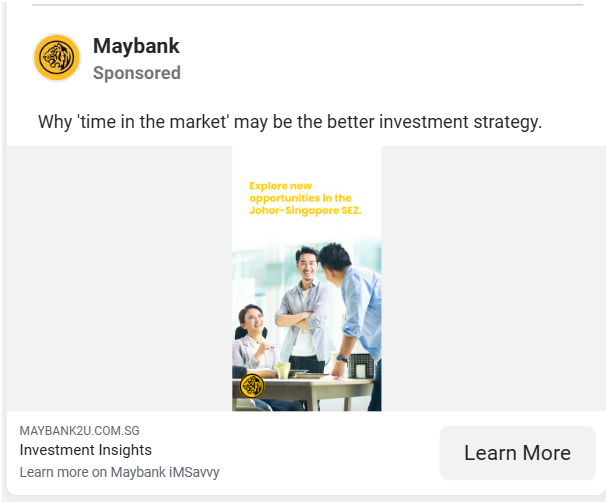 Maybank
Sponsored
Why 'time in the market' may be the better investment strategy.
Explore new
opportunities in the
Johor-Singapore SEZ.
MAYBANK2U.COM.SG
Investment Insights
Learn more on Maybank iMSavvy
Learn More